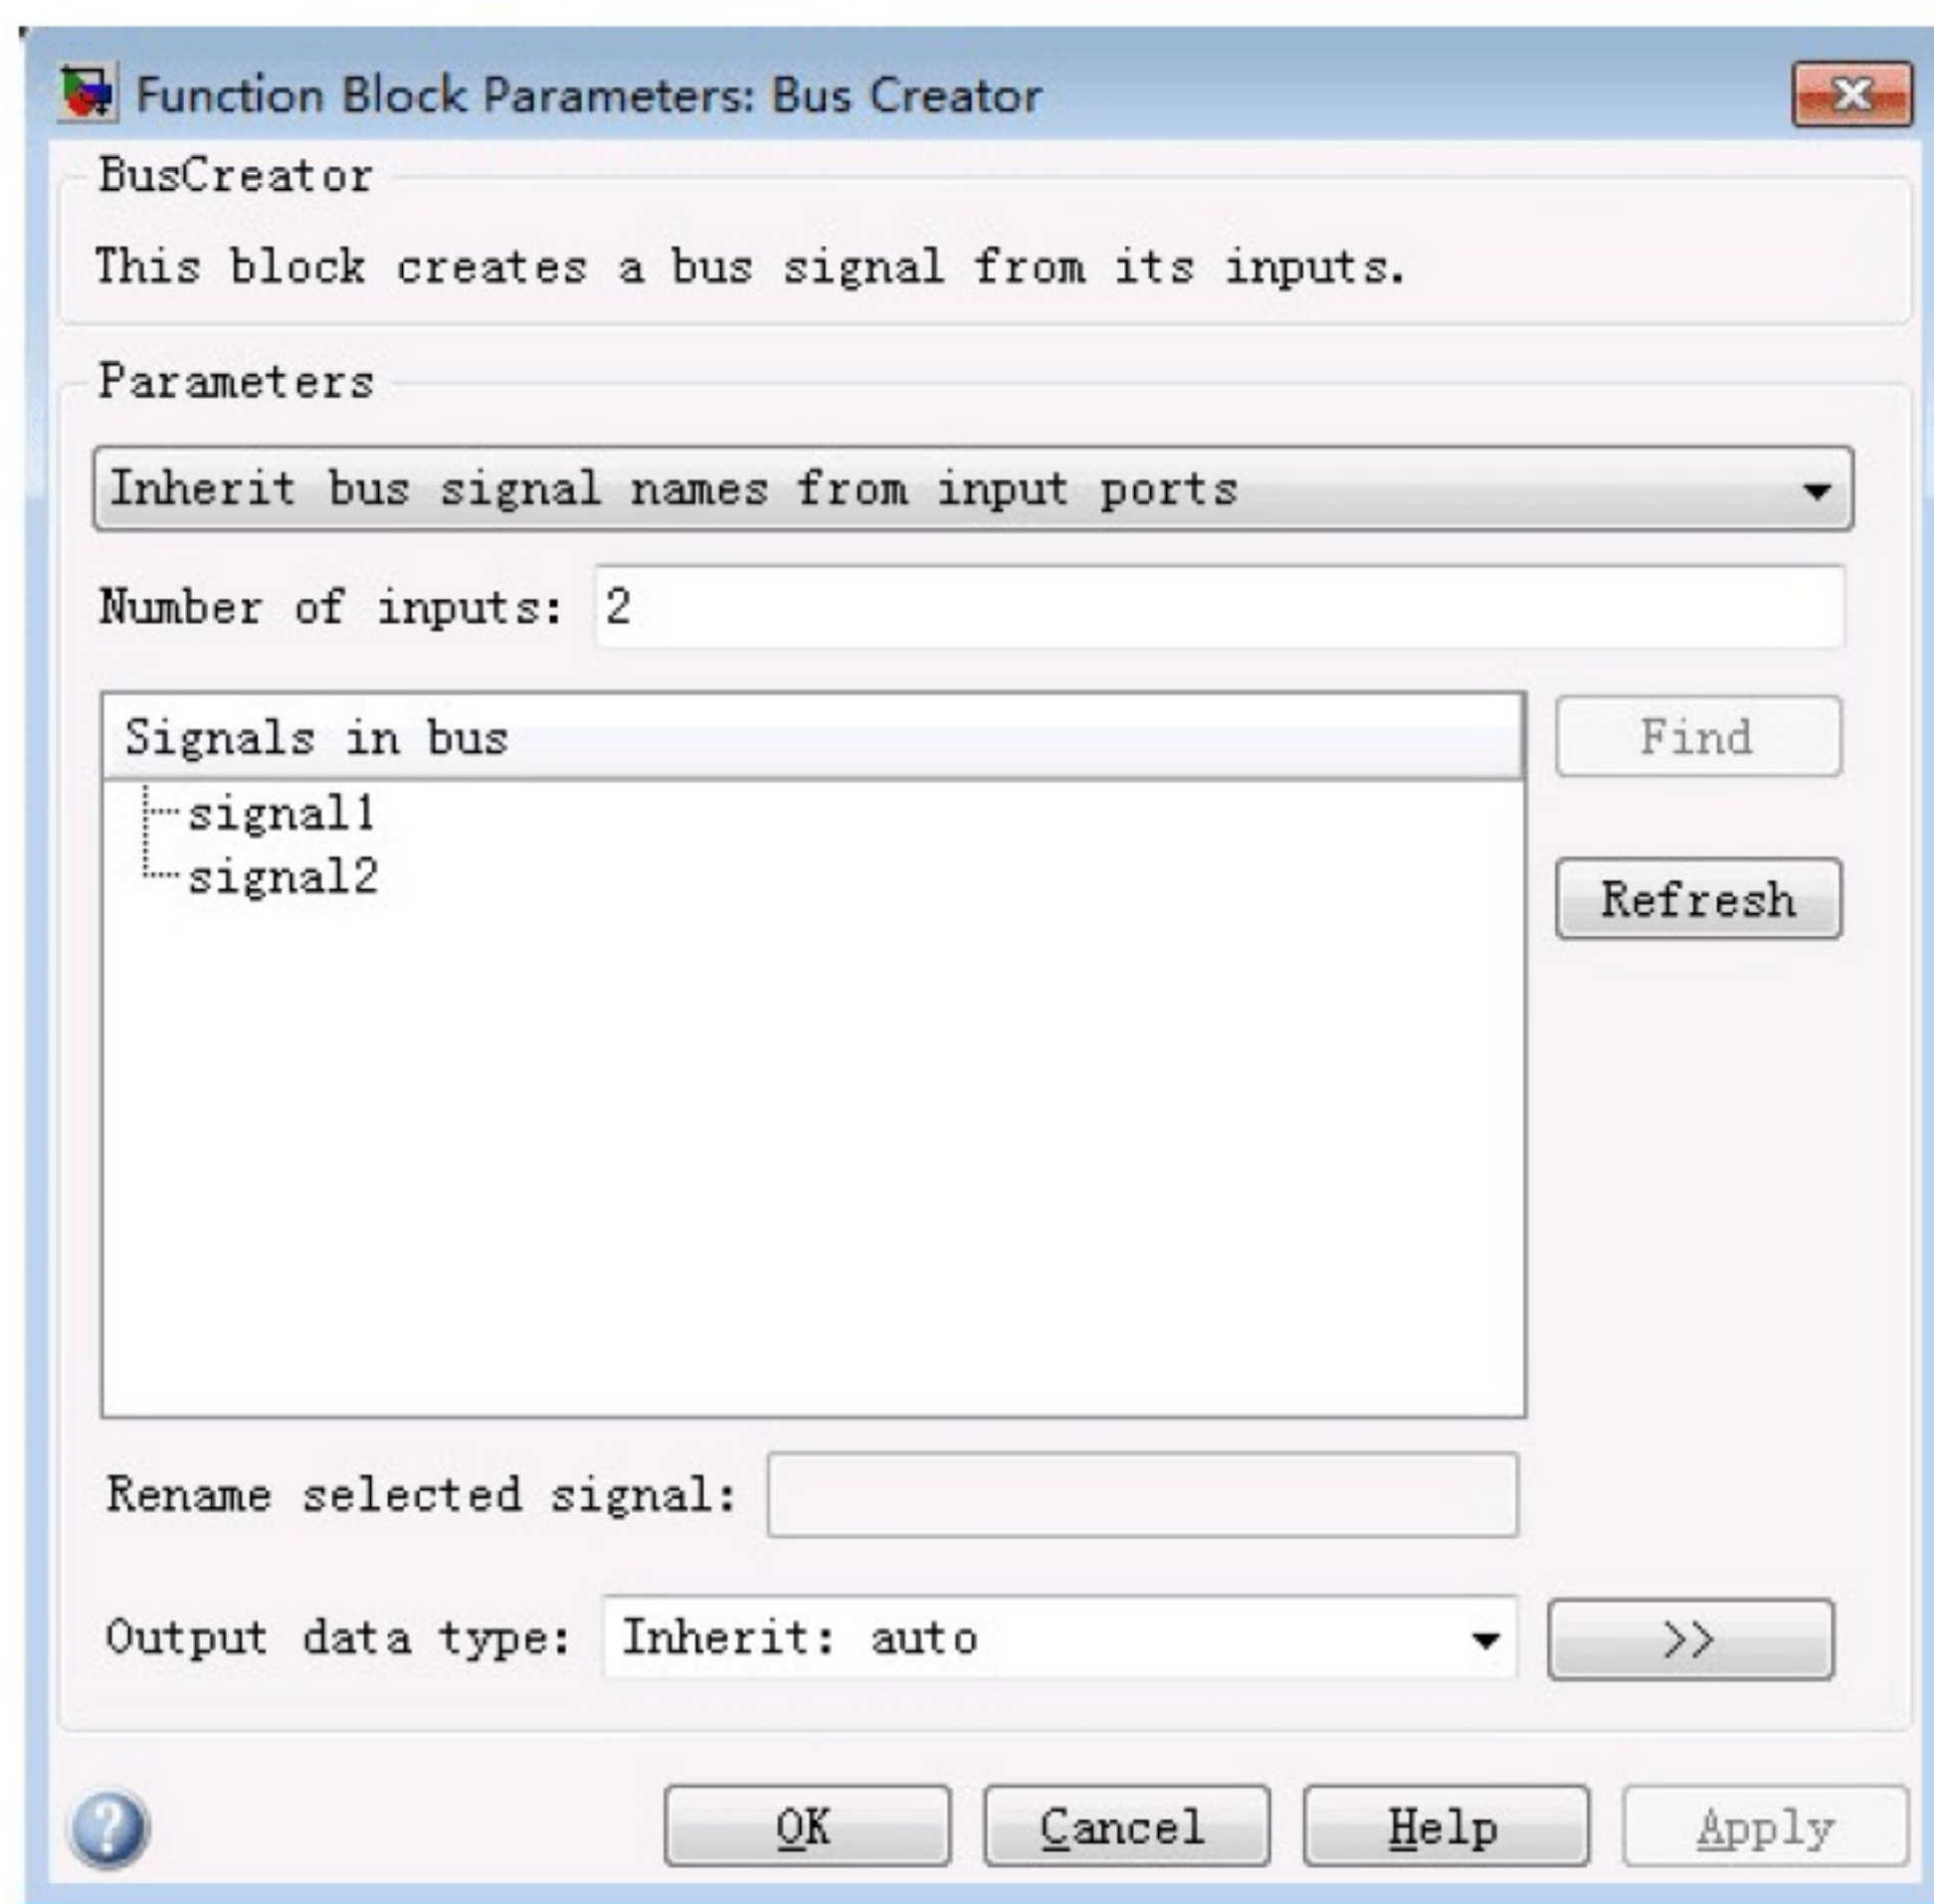 Function Block Parameters: Bus Creator
BusCreator
This block creates a bus signal from its inputs.
Parameters
Inherit bus signal names from input ports
Number of inputs: 2
Signals in bus
Find
signal1
signal2
Refresh
Rename selected signal:
Output data type: Inherit: auto >>
? OK Cancel Help Apply